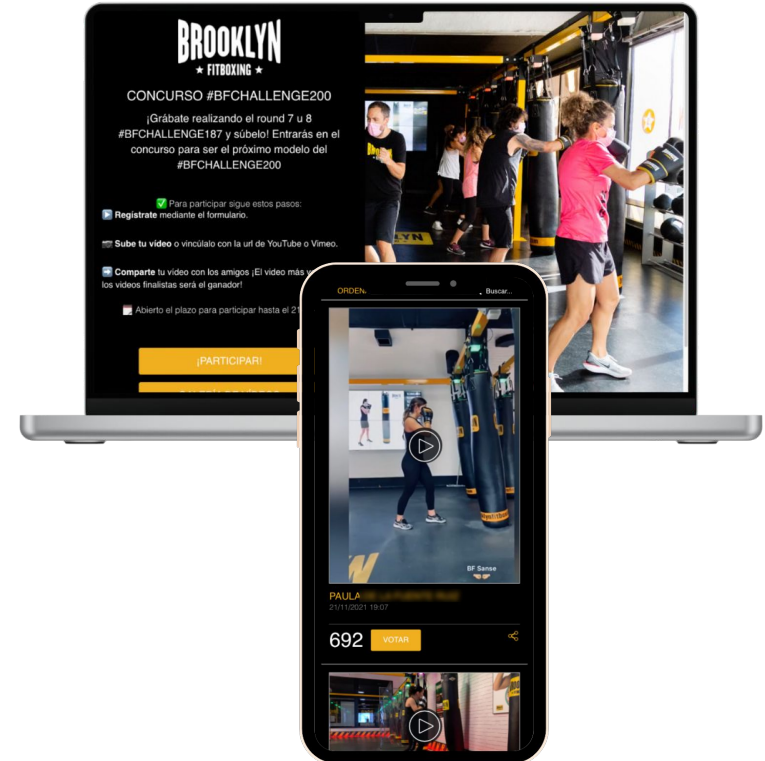 BROOKLYN
★ FITBOXING ★
CONCURSO #BFCHALLENGE200
¡Grábate realizando el round 7 u 8
#BFCHALLENGE187 y súbelo! Entrarás en el
concurso para ser el próximo modelo del
#BFCHALLENGE200
✅ Para participar sigue estos pasos:
▶️ Regístrate mediante el formulario.
📹 Sube tu vídeo o vincúlalo con la url de YouTube o Vimeo.
➡️ Comparte tu vídeo con los amigos ¡El video más
los videos finalistas será el ganador!
🗓️ Abierto el plazo para participar hasta el 21
¡PARTICIPAR!
ORDEN
Buscar...
BF Sanse
PAULA
21/11/2021 19:07
692
VOTAR